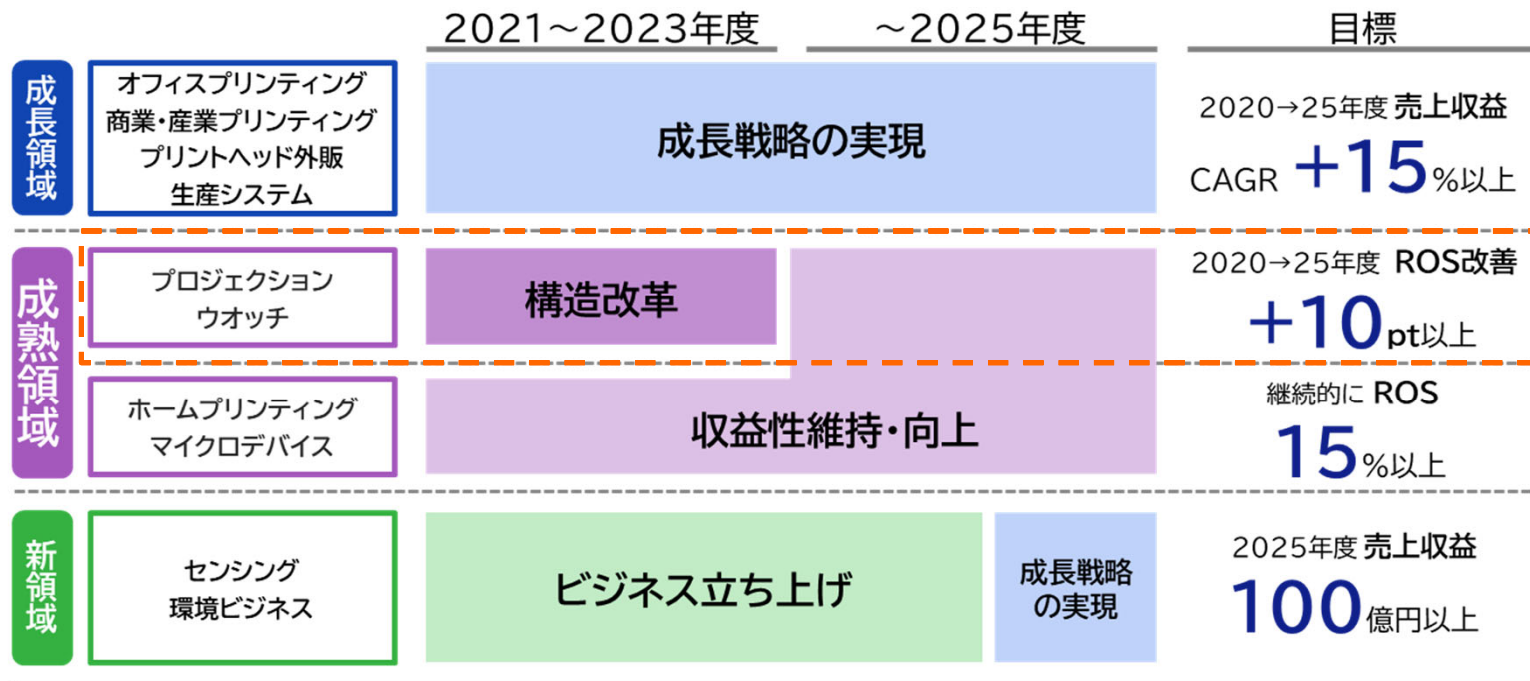 2021～2023年度
～2025年度
目標
成長領域
オフィスプリンティング
商業・産業プリンティング
プリントヘッド外販
生産システム
成長戦略の実現
2020→25年度 売上収益
CAGR +15%以上
成熟領域
プロジェクション
ウオッチ
構造改革
2020→25年度 ROS改善
+10pt以上
ホームプリンティング
マイクロデバイス
収益性維持・向上
継続的に ROS
15%以上
新領域
センシング
環境ビジネス
ビジネス立ち上げ
成長戦略
の実現
2025年度 売上収益
100億円以上